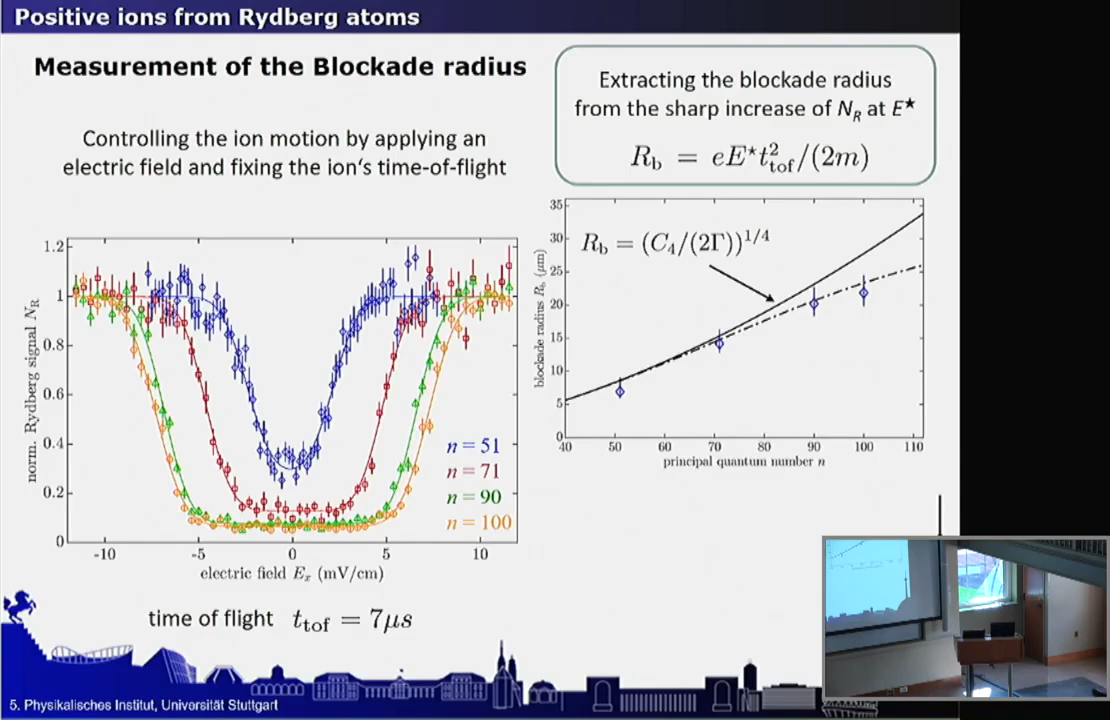 Positive ions from Rydberg atoms
Measurement of the Blockade radius
Controlling the ion motion by applying an
electric field and fixing the ion's time-of-flight
Extracting the blockade radius
from the sharp increase of N_R at E★
R_b = eE⋆t²_tof/(2m)
norm. Rydberg signal N_R
1.2
1
0.8
0.6
0.4
0.2
0
n = 51
n = 71
n = 90
n = 100
-10 -5 0 5 10
electric field E_x (mV/cm)
time of flight t_tof = 7μs
blockade radius R_b (μm)
35
30
25
20
15
10
5
0
R_b = (C_4/(2Γ))^{1/4}
40 50 60 70 80 90 100 110
principal quantum number n
5. Physikalisches Institut, Universität Stuttgart